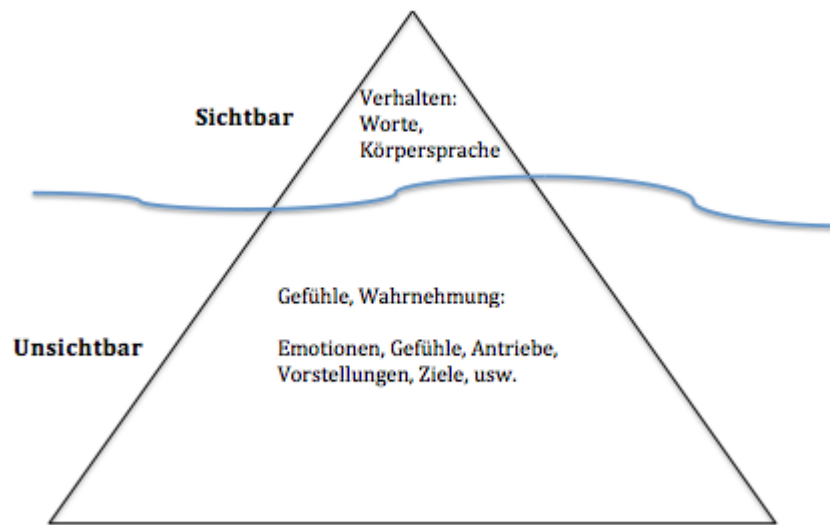 Sichtbar
Verhalten:
Worte,
Körpersprache
Gefühle, Wahrnehmung:
Unsichtbar
Emotionen, Gefühle, Antriebe,
Vorstellungen, Ziele, usw.